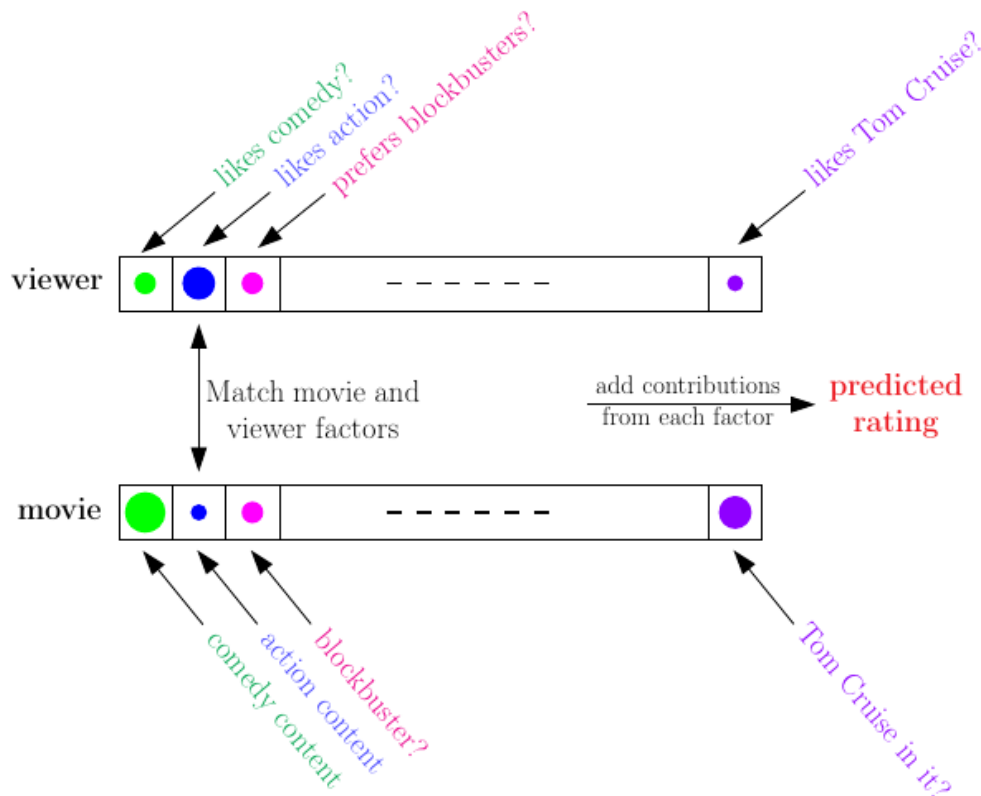 likes comedy?
likes action?
prefers blockbusters?
likes Tom Cruise?
viewer
Match movie and
viewer factors
add contributions
from each factor
predicted
rating
movie
comedy content
action content
blockbuster?
Tom Cruise in it?